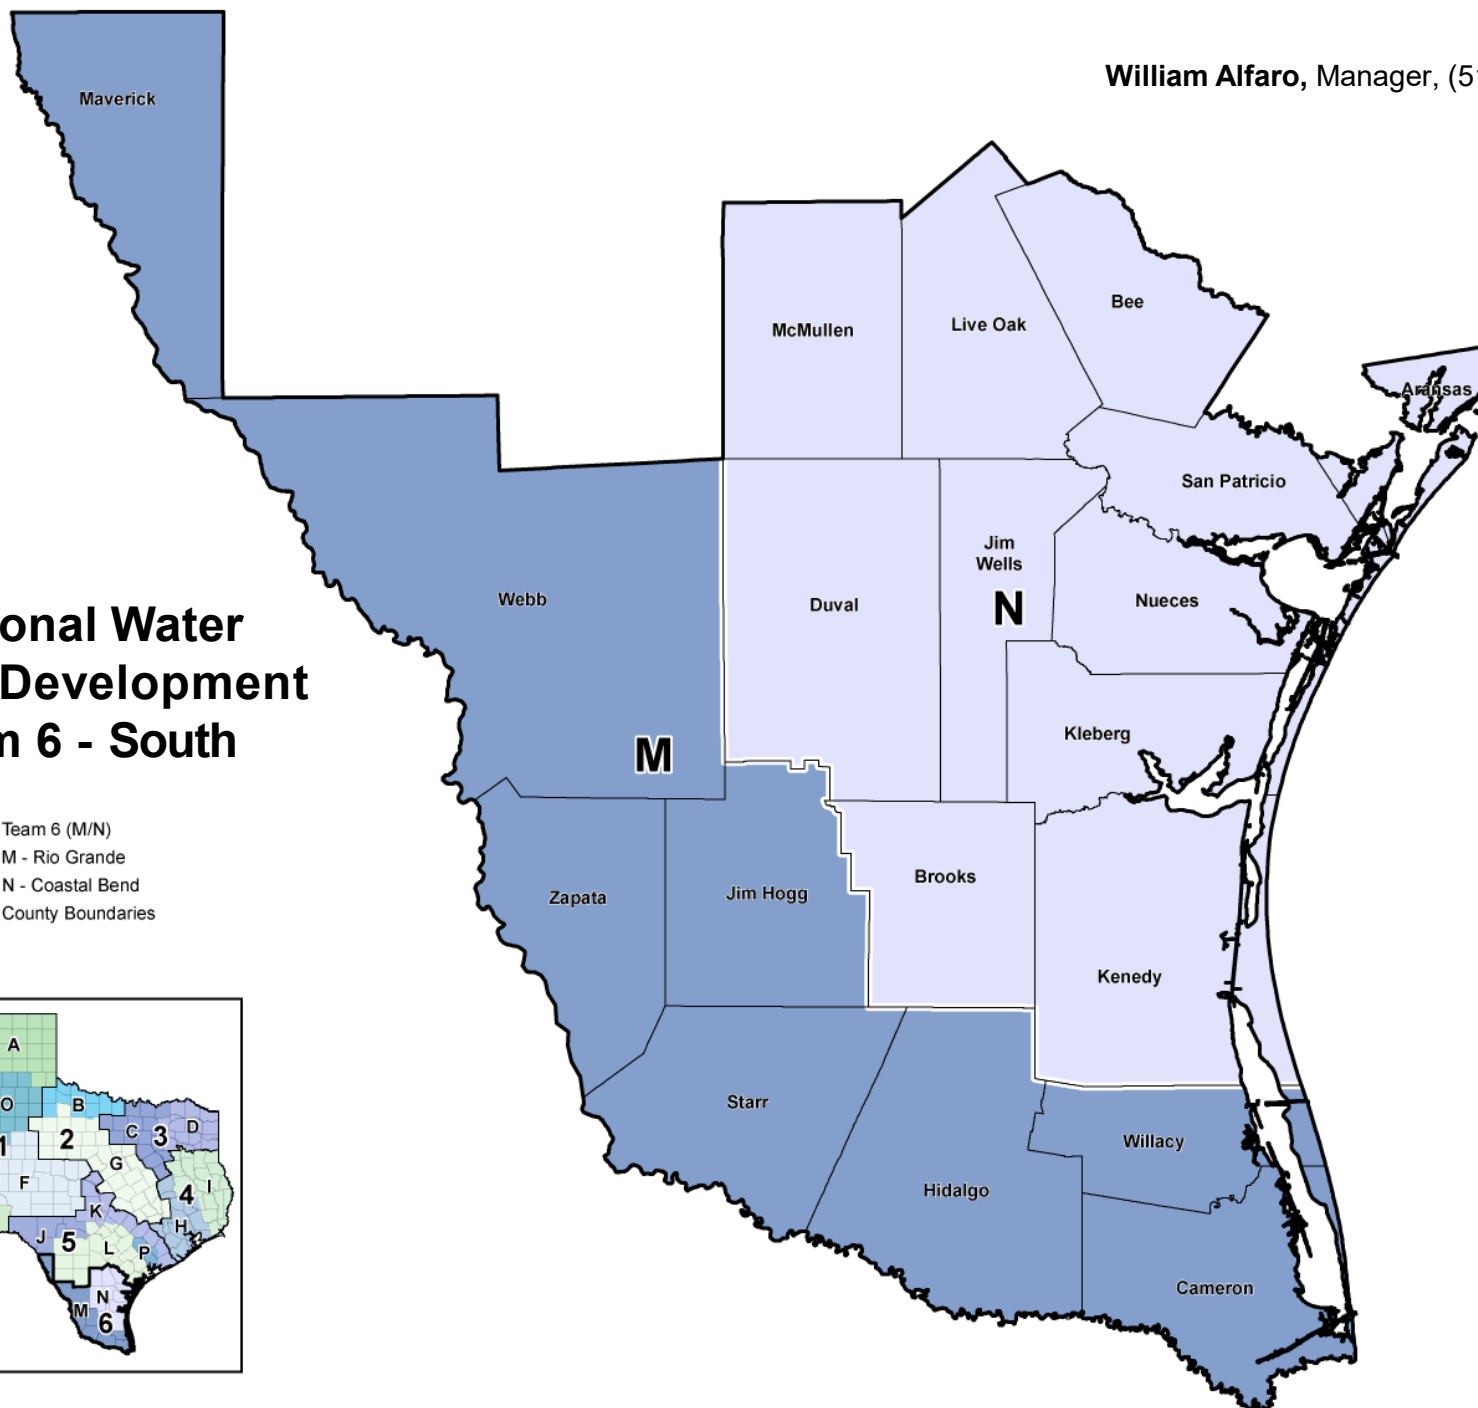 William Alfaro, Manager, (51
Maverick
McMullen
Live Oak
Bee
Aransas
San Patricio
Jim
Wells
Webb
Duval
N
Nueces
onal Water
Development
m 6 - South
M
Kleberg
Team 6 (M/N)
M - Rio Grande
N - Coastal Bend
County Boundaries
Zapata
Jim Hogg
Brooks
Kenedy
Starr
Willacy
Hidalgo
Cameron
A
O
B
1
2
C
3
D
G
F
4
I
K
H
J
5
L
P
N
M
6